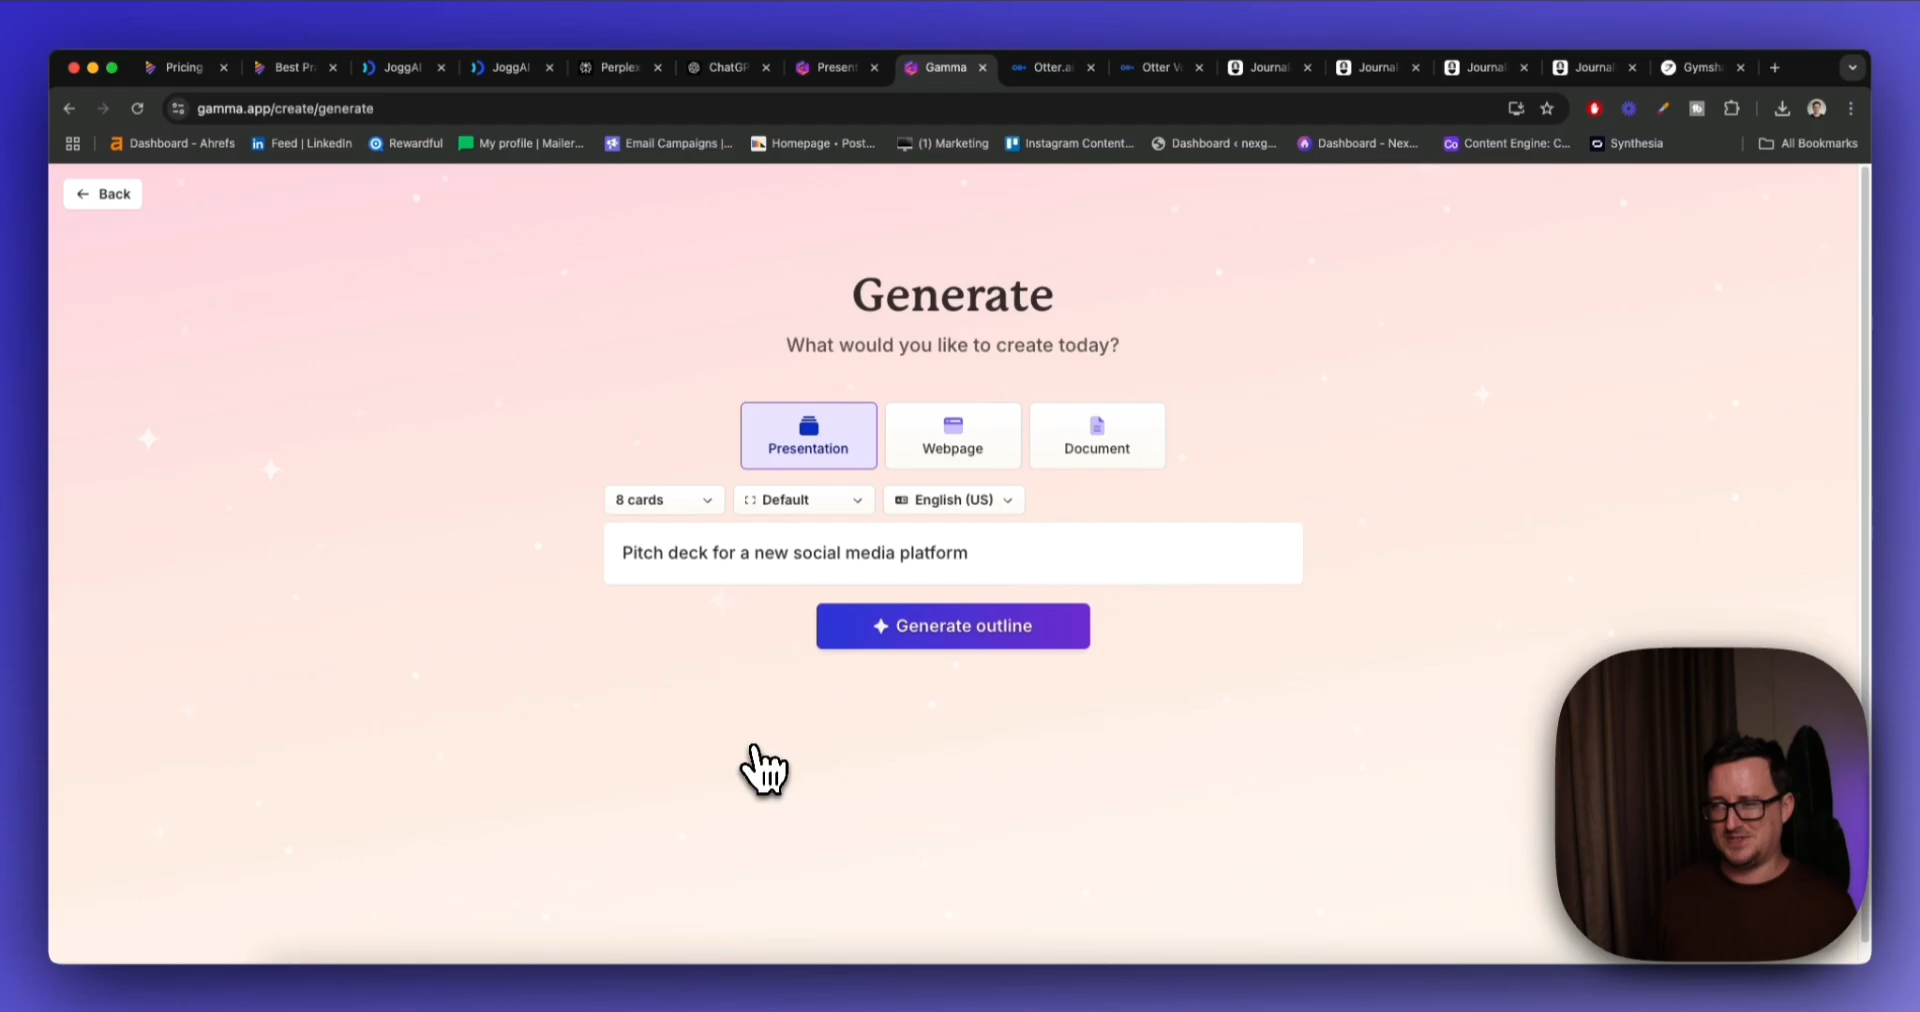 Pricing
Best Pr
JoggAI
JoggAI
Perplex
ChatGP
Present
Gamma
Otter.a
Otter V
Journal
Journal
Journal
Journal
Gymsh
gamma.app/create/generate
Dashboard - Ahrefs
in Feed | LinkedIn
Rewardful
My profile | Mailer...
Email Campaigns |...
Homepage • Post...
(1) Marketing
Instagram Content...
Dashboard ‹ nexg...
Dashboard - Nex...
Co Content Engine: C...
Synthesia
All Bookmarks
Back
Generate
What would you like to create today?
Presentation
Webpage
Document
8 cards
Default
English (US)
Pitch deck for a new social media platform
Generate outline